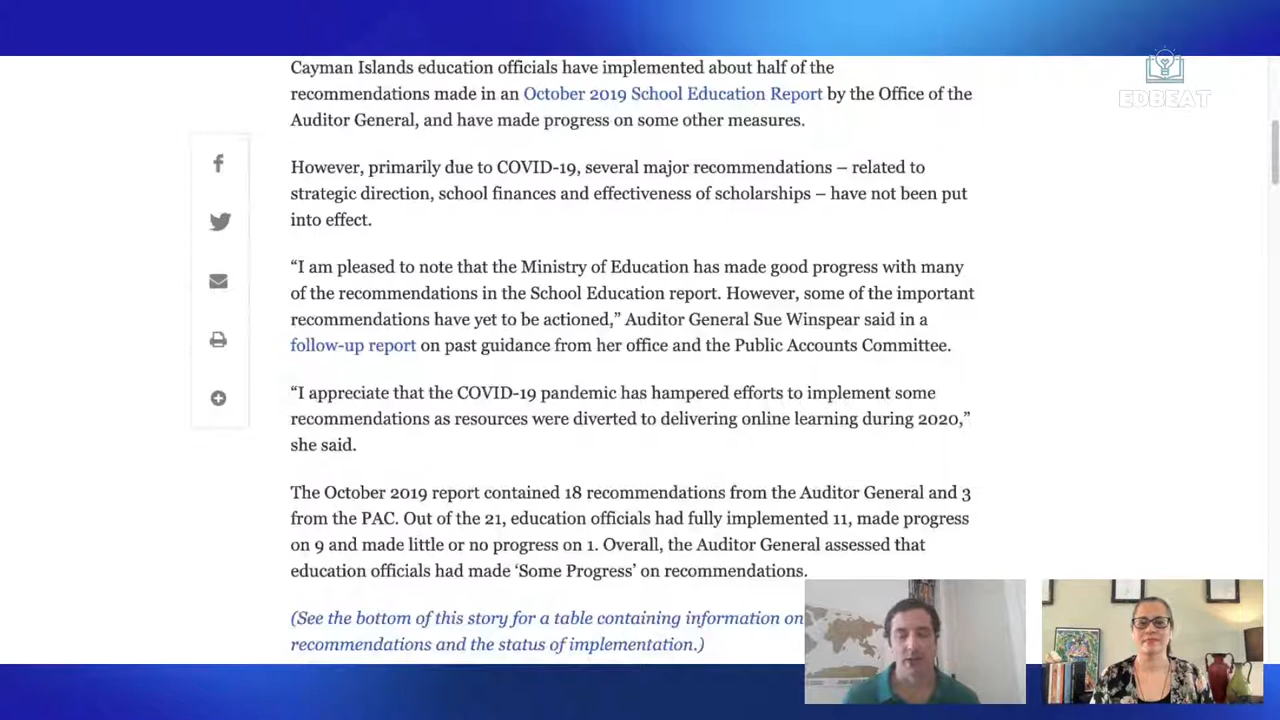 EDBEAT
Cayman Islands education officials have implemented about half of the
recommendations made in an October 2019 School Education Report by the Office of the
Auditor General, and have made progress on some other measures.
However, primarily due to COVID-19, several major recommendations – related to
strategic direction, school finances and effectiveness of scholarships – have not been put
into effect.
“I am pleased to note that the Ministry of Education has made good progress with many
of the recommendations in the School Education report. However, some of the important
recommendations have yet to be actioned,” Auditor General Sue Winspear said in a
follow-up report on past guidance from her office and the Public Accounts Committee.
“I appreciate that the COVID-19 pandemic has hampered efforts to implement some
recommendations as resources were diverted to delivering online learning during 2020,”
she said.
The October 2019 report contained 18 recommendations from the Auditor General and 3
from the PAC. Out of the 21, education officials had fully implemented 11, made progress
on 9 and made little or no progress on 1. Overall, the Auditor General assessed that
education officials had made ‘Some Progress’ on recommendations.
(See the bottom of this story for a table containing information on
recommendations and the status of implementation.)